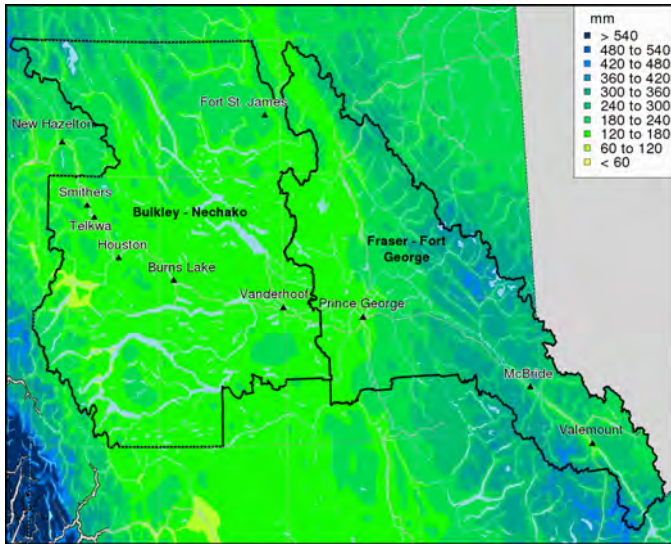 mm
> 540
480 to 540
420 to 480
360 to 420
300 to 360
240 to 300
180 to 240
120 to 180
60 to 120
< 60
Fort St. James
New Hazelton
Smithers
Bulkley - Nechako
Telkwa
Fraser - Fort
George
Houston
Burns Lake
Vanderhoof
Prince George
McBride
Valemount